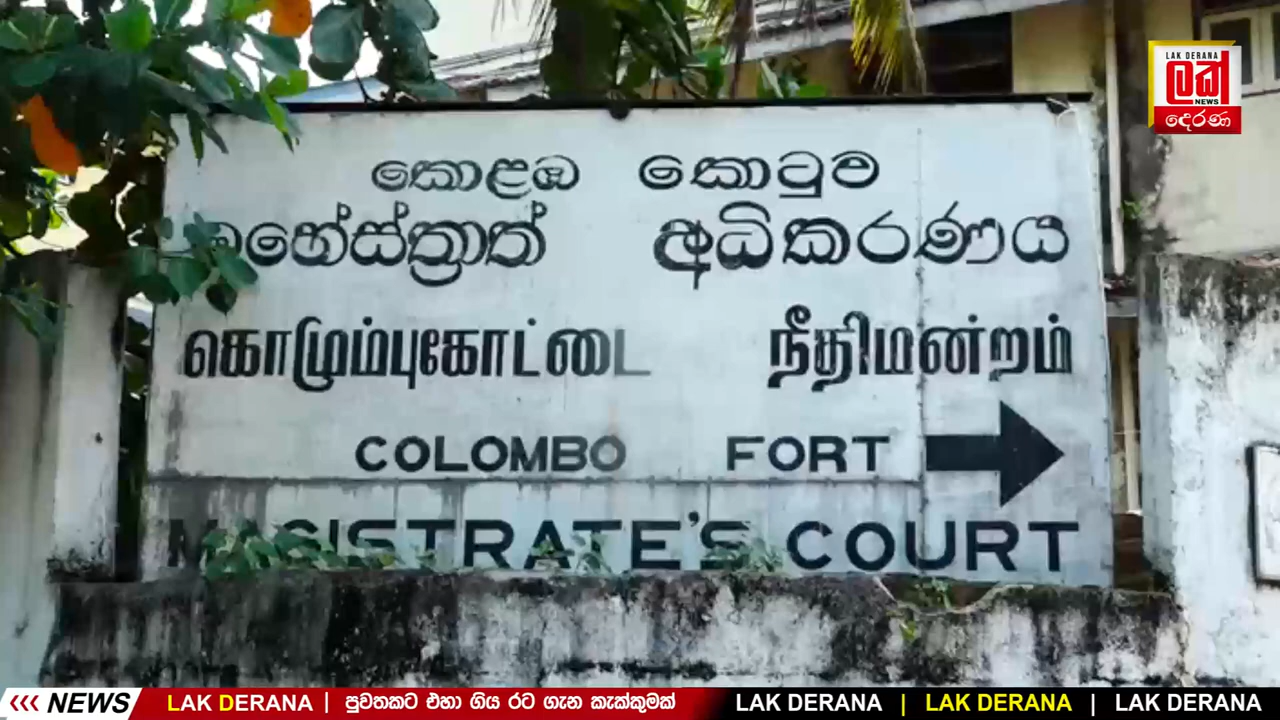 LAK DERANA
ලක්
NEWS
දෙරණ
කොළඹ කොටුව
මහේස්ත්‍රාත් අධිකරණය
கொழும்புகோட்டை நீதிமன்றம்
COLOMBO FORT
MAGISTRATE'S COURT
NEWS LAK DERANA | පුවතකට එහා ගිය රට ගැන කැක්කුමක් LAK DERANA | LAK DERANA | LAK DERANA